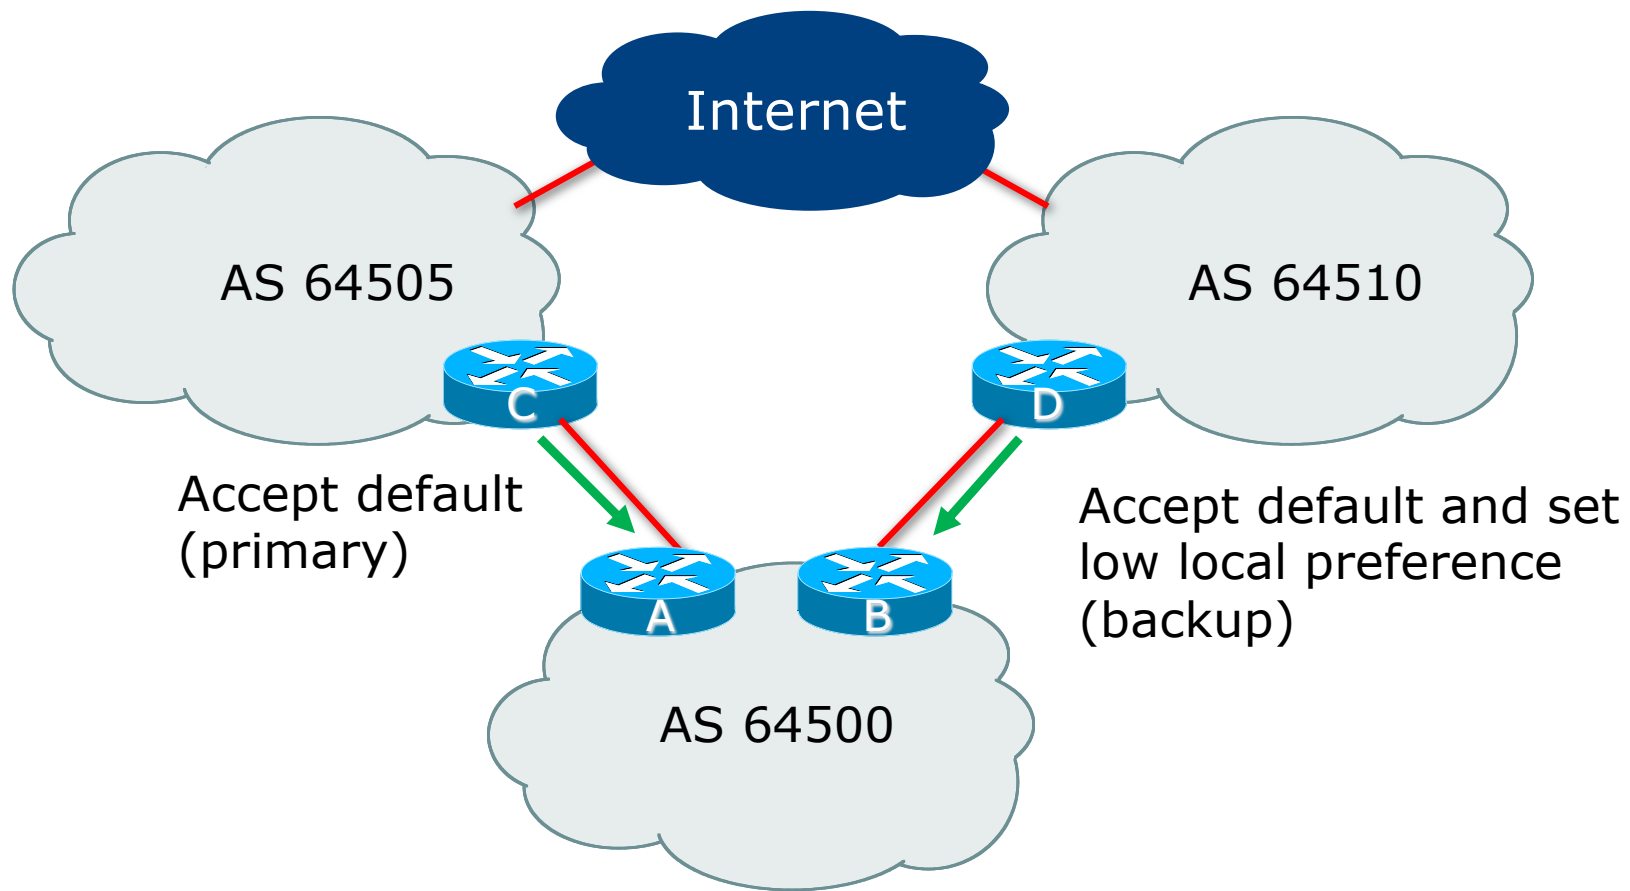 Internet
AS 64505
AS 64510
C
D
Accept default
(primary)
Accept default and set
low local preference
(backup)
A
B
AS 64500